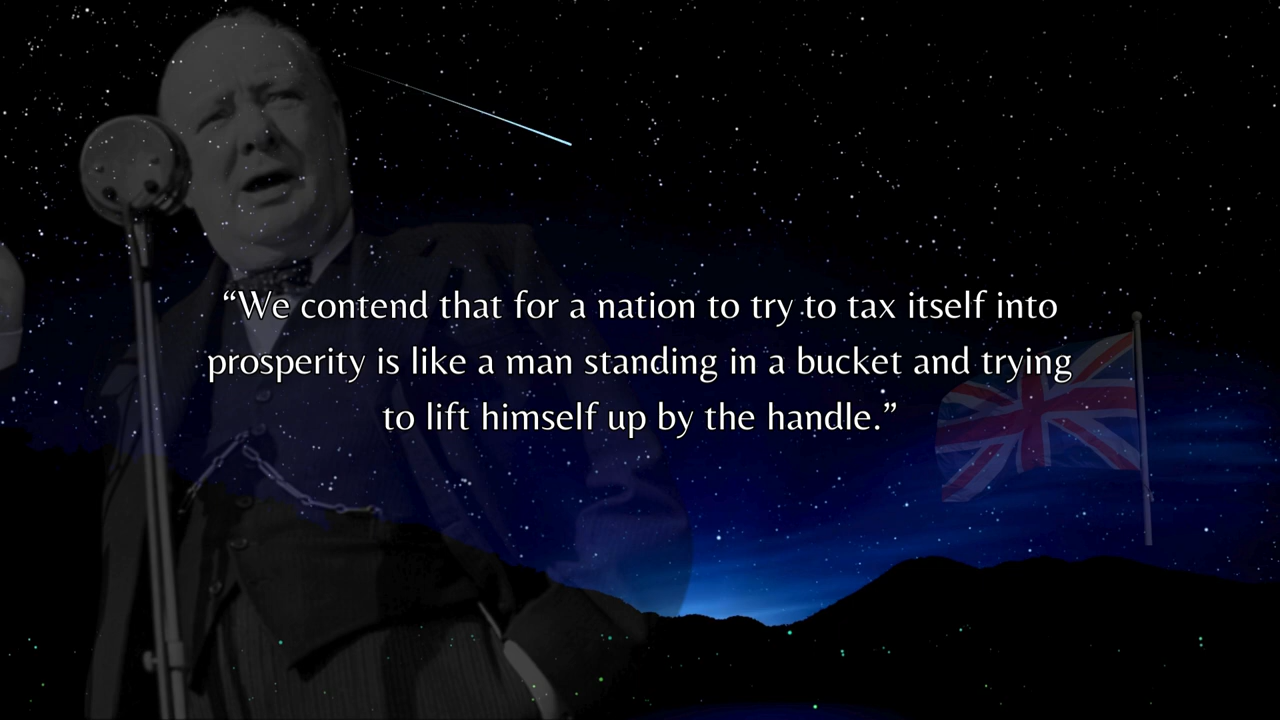 “We contend that for a nation to try to tax itself into
prosperity is like a man standing in a bucket and trying
to lift himself up by the handle.”